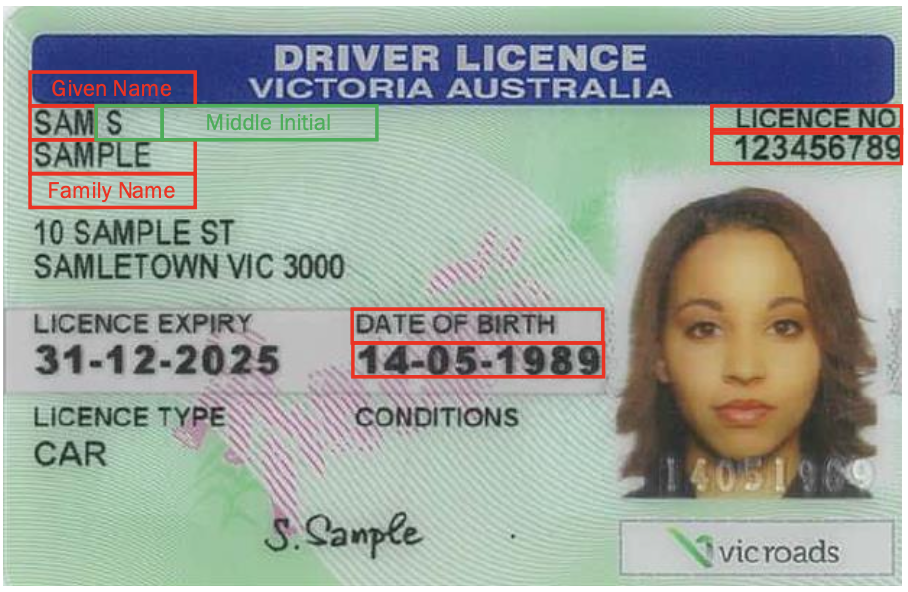 DRIVER LICENCE
VICTORIA AUSTRALIA
Given Name
SAM S
Middle Initial
LICENCE NO
SAMPLE
123456789
Family Name
10 SAMPLE ST
SAMLETOWN VIC 3000
LICENCE EXPIRY
DATE OF BIRTH
31-12-2025
14-05-1989
LICENCE TYPE
CONDITIONS
CAR
14051989
S. Sample
vic roads